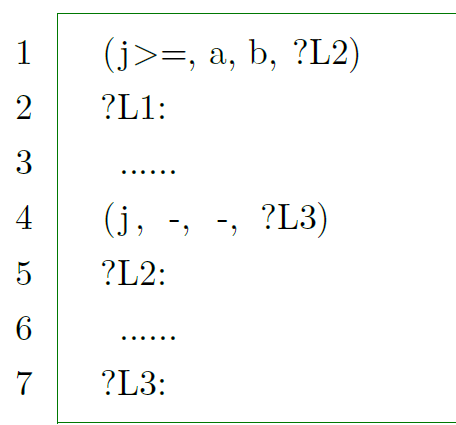 1 (j>=, a, b, ?L2)
2 ?L1:
3 ......
4 (j, -, -, ?L3)
5 ?L2:
6 ......
7 ?L3: